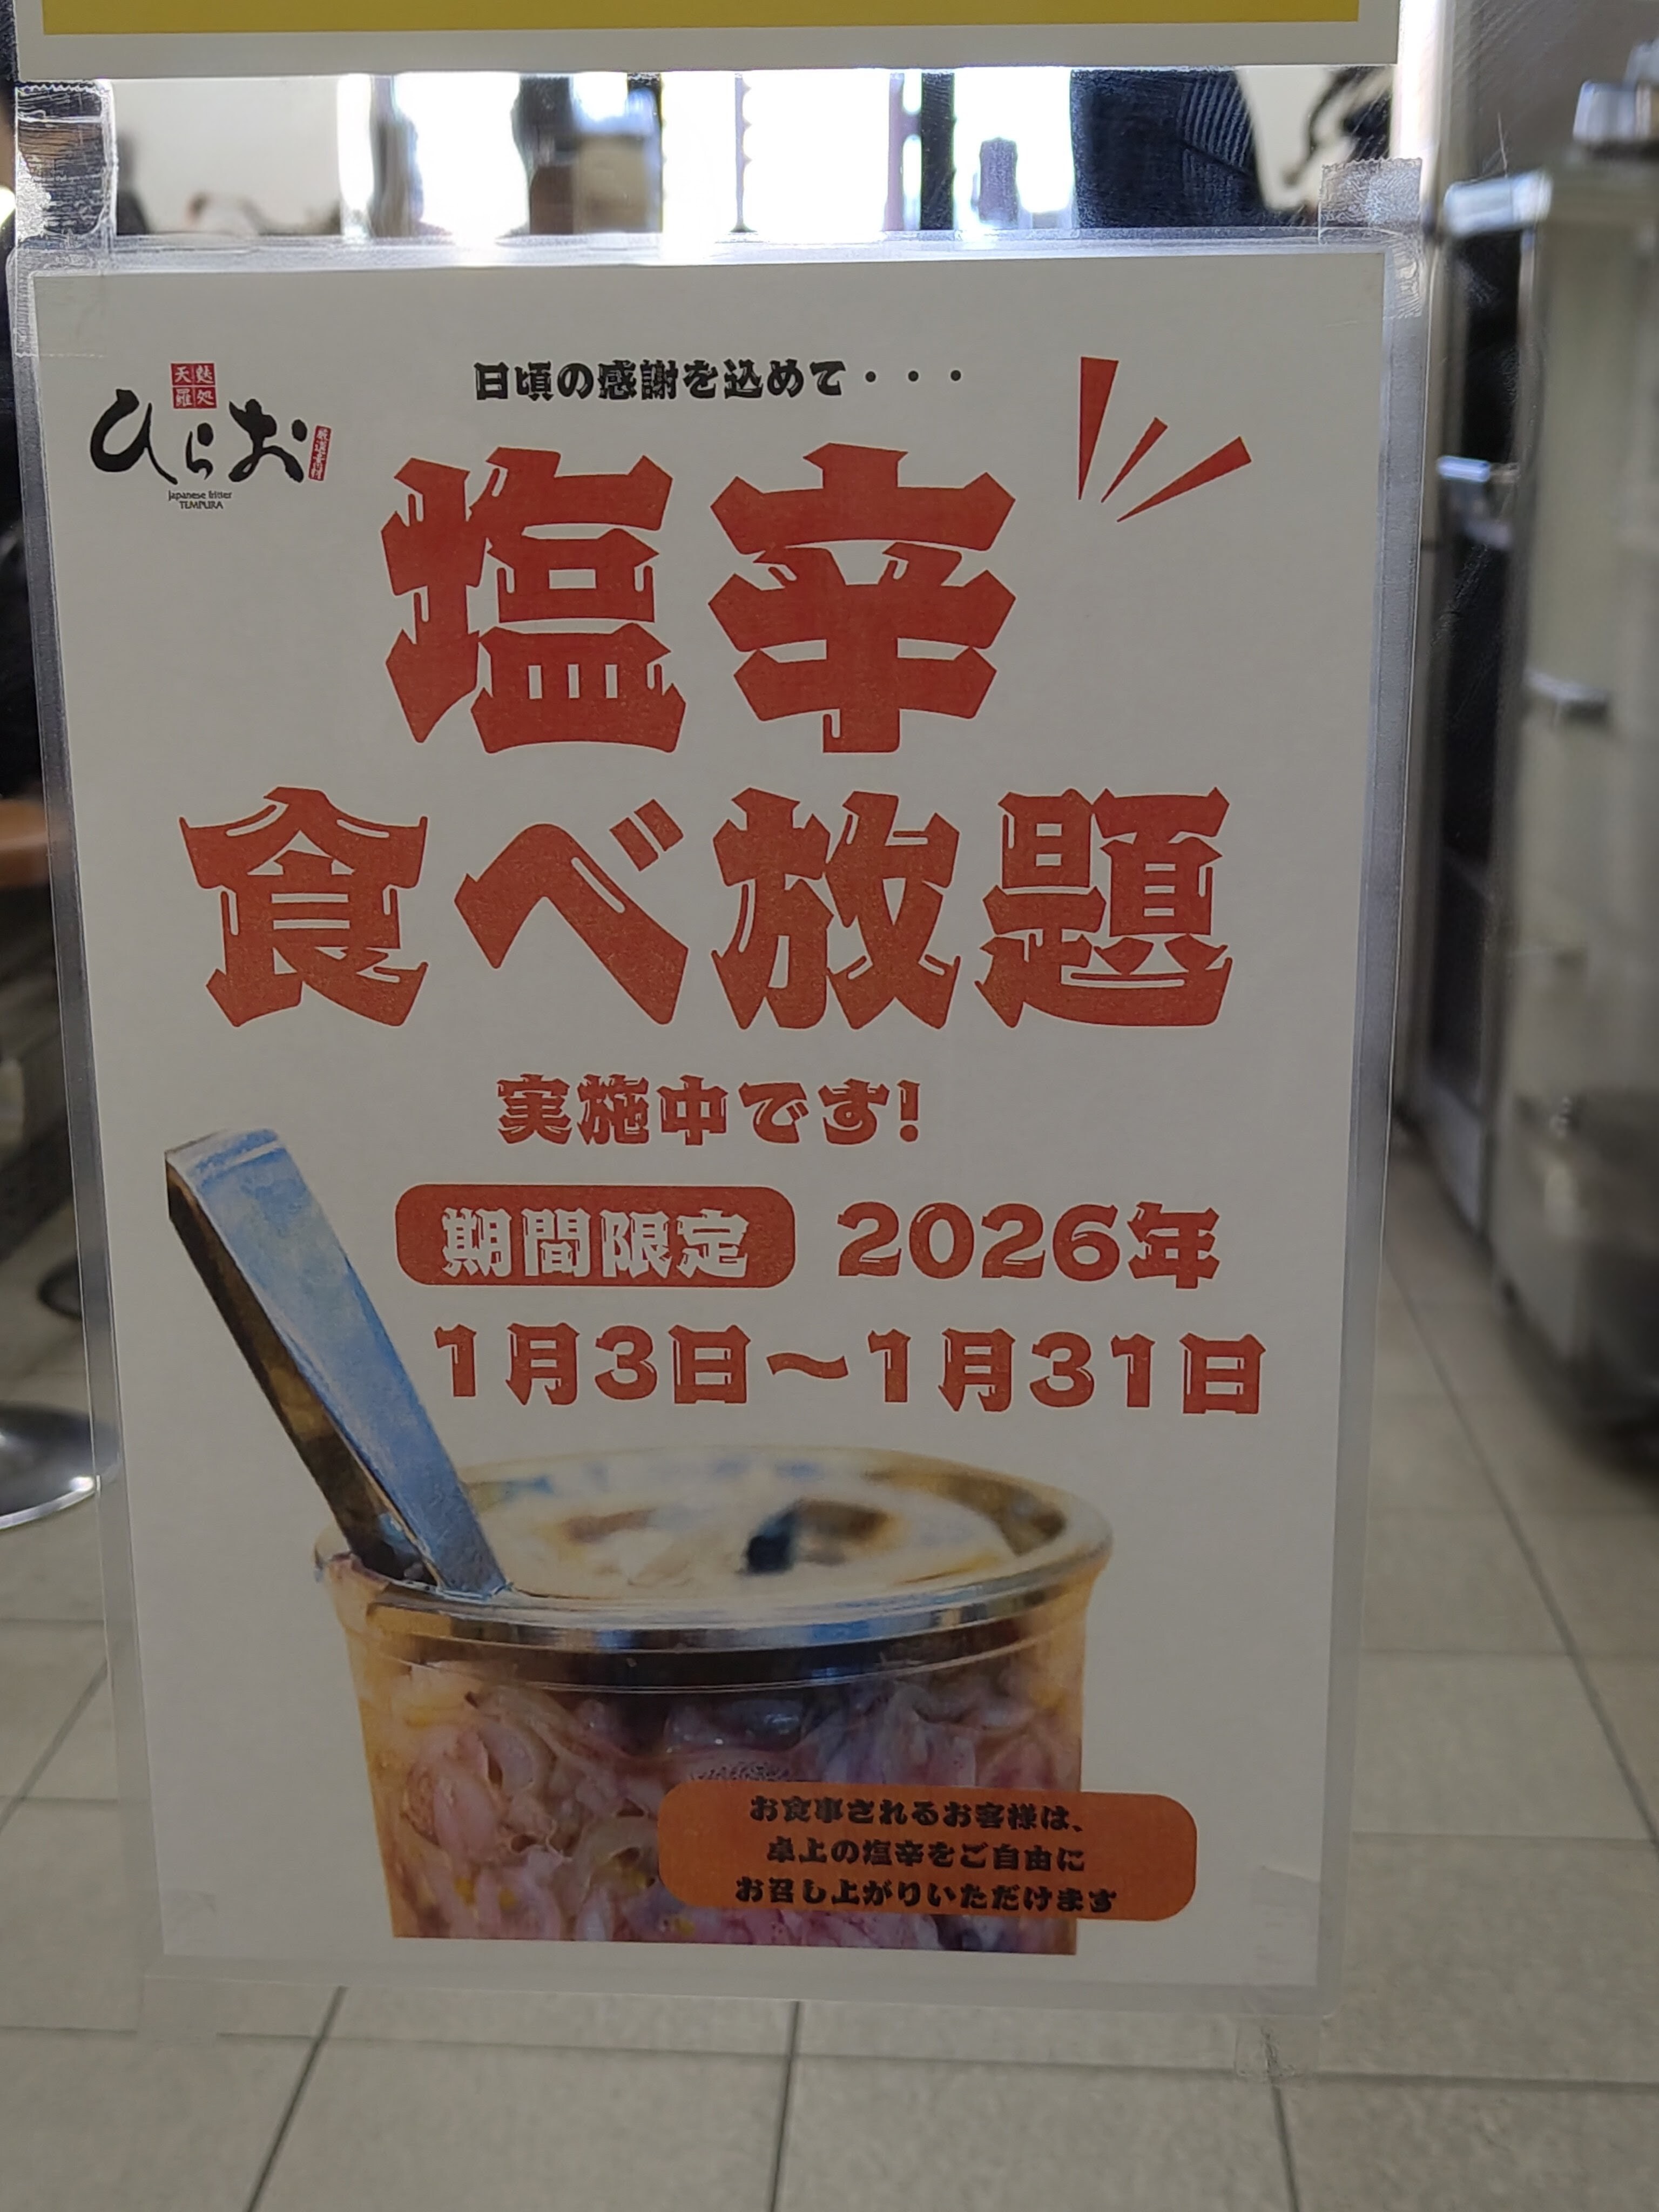 日頃の感謝を込めて・・・
天麩羅処
ひらお
Japanese fritter
TEMPURA
塩辛
食べ放題
実施中です!
期間限定 2026年
1月3日～1月31日
お食事されるお客様は、
卓上の塩辛をご自由に
お召し上がりいただけます